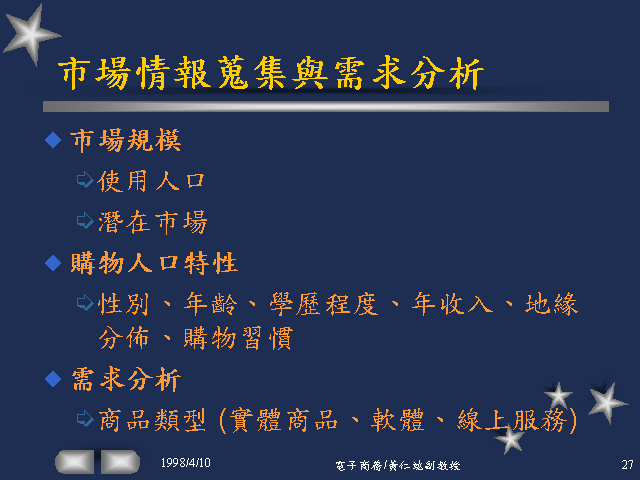 市場情報蒐集與需求分析
市場規模
使用人口
潛在市場
購物人口特性
性別、年齡、學歷程度、年收入、地緣
分佈、購物習慣
需求分析
商品類型 (實體商品、軟體、線上服務)
1998/4/10
電子商務/黃仁 副教授
27